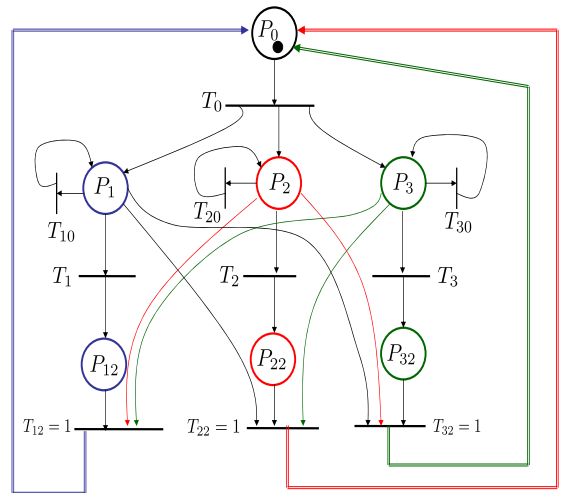 P0
T0
P1 P2 P3
T10 T20 T30
T1 T2 T3
P12 P22 P32
T12 = 1 T22 = 1 T32 = 1